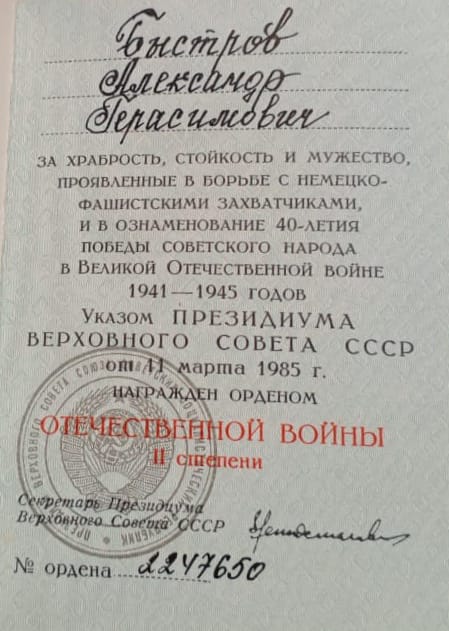 Быстров
Александр
Герасимович
ЗА ХРАБРОСТЬ, СТОЙКОСТЬ И МУЖЕСТВО,
ПРОЯВЛЕННЫЕ В БОРЬБЕ С НЕМЕЦКО-
ФАШИСТСКИМИ ЗАХВАТЧИКАМИ,
И В ОЗНАМЕНОВАНИЕ 40-ЛЕТИЯ
ПОБЕДЫ СОВЕТСКОГО НАРОДА
В ВЕЛИКОЙ ОТЕЧЕСТВЕННОЙ ВОЙНЕ
1941—1945 ГОДОВ
УКАЗОМ ПРЕЗИДИУМА
ВЕРХОВНОГО СОВЕТА СССР
от 11 марта 1985 г.
НАГРАЖДЕН ОРДЕНОМ
ОТЕЧЕСТВЕННОЙ ВОЙНЫ
II степени
Секретарь Президиума
Верховного Совета СССР
№ ордена 2247650